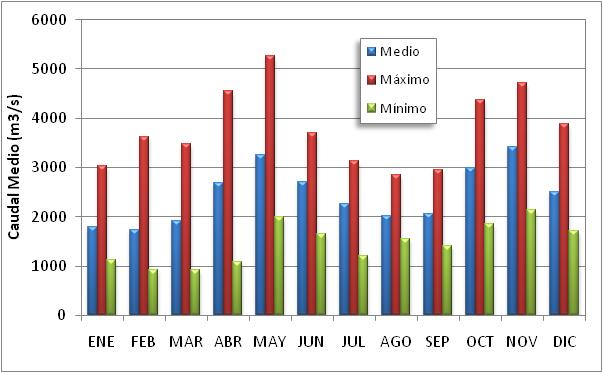 6000
5000
4000
3000
2000
1000
0
Caudal Medio (m3/s)
Medio
Máximo
Mínimo
ENE FEB MAR ABR MAY JUN JUL AGO SEP OCT NOV DIC